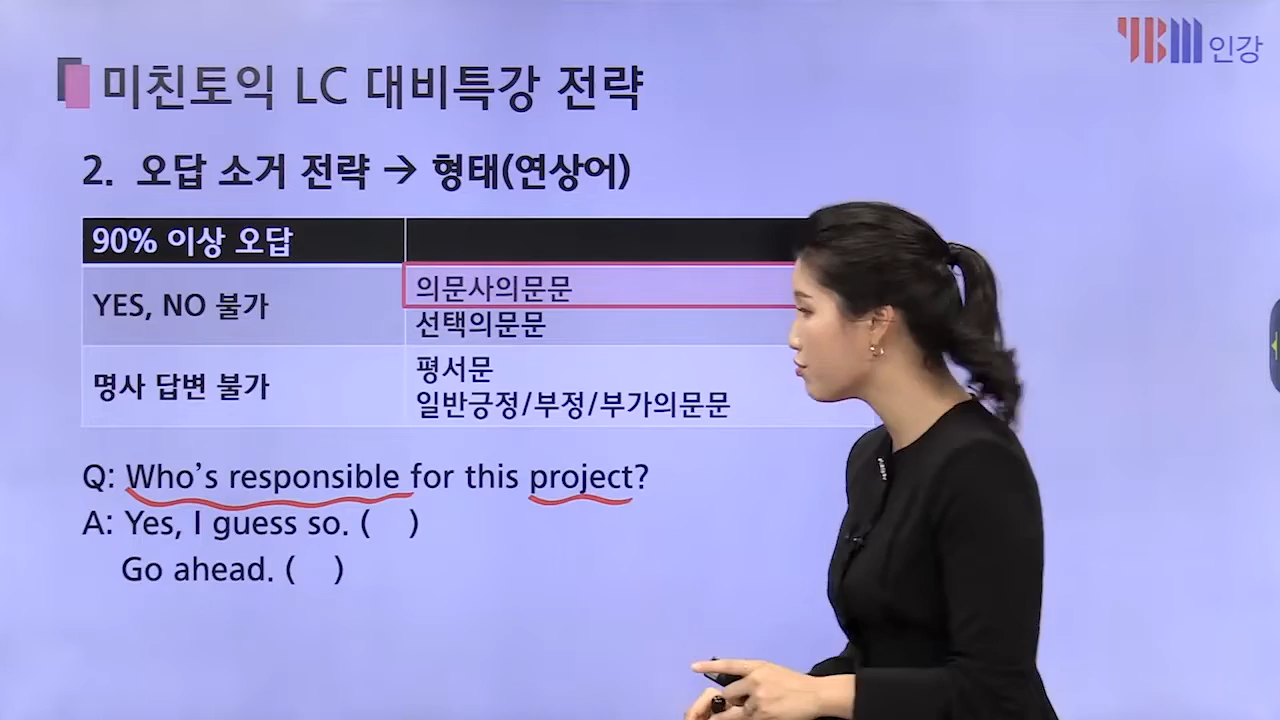 YBM 인강
미친토익 LC 대비특강 전략
2. 오답 소거 전략 → 형태(연상어)
90% 이상 오답
YES, NO 불가
의문사의문문
선택의문문
명사 답변 불가
평서문
일반긍정/부정/부가의문문
Q: Who's responsible for this project?
A: Yes, I guess so. ( )
Go ahead. ( )